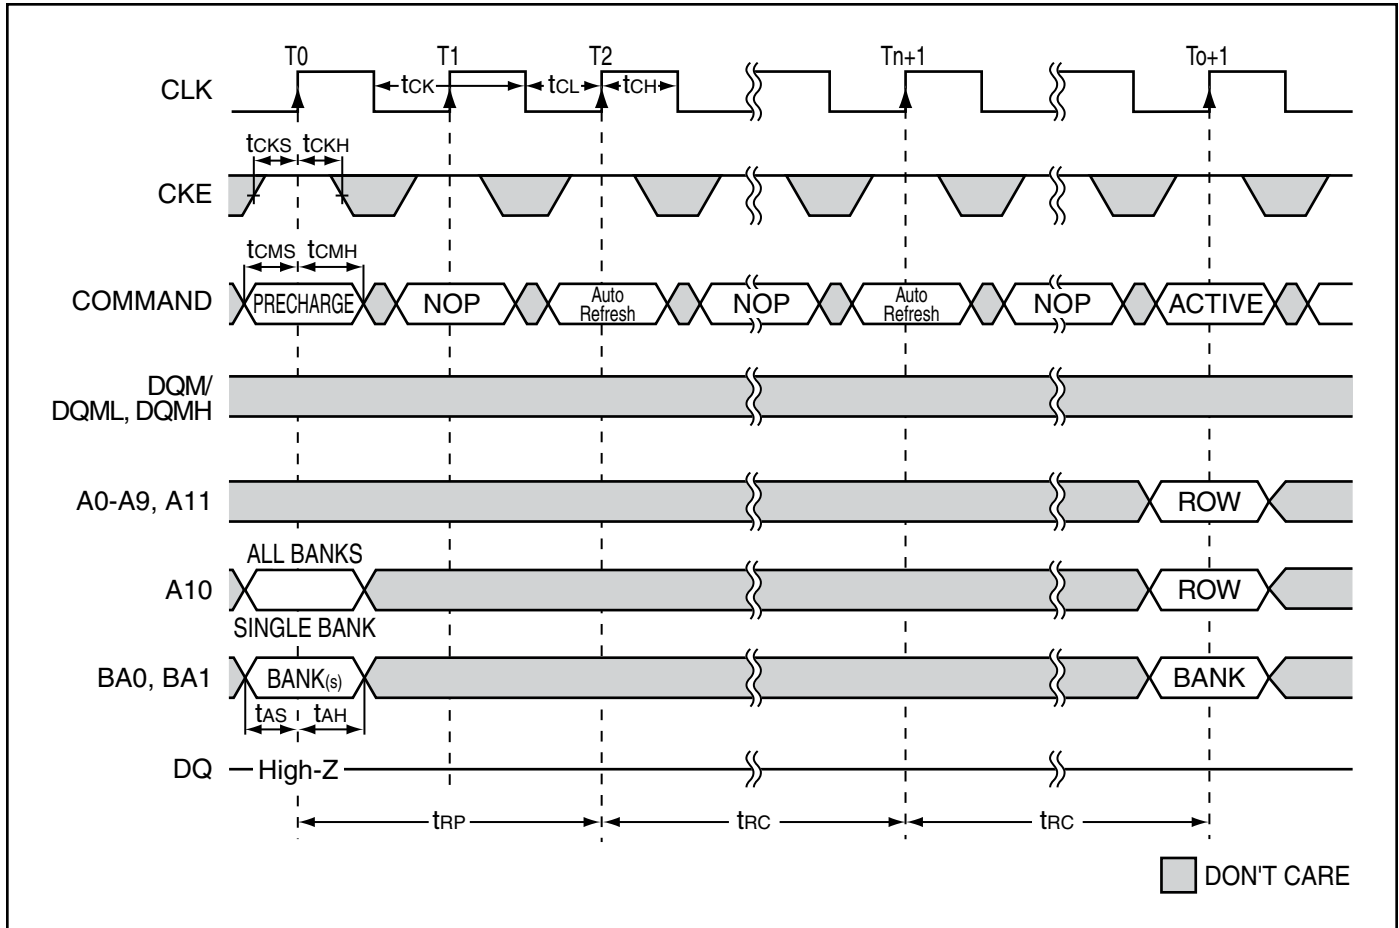 T0 T1 T2 Tn+1 To+1
CLK tCK tCL tCH
tCKS tCKH
CKE
tCMS tCMH
COMMAND PRECHARGE NOP Auto Refresh NOP Auto Refresh NOP ACTIVE
DQM/
DQML, DQMH
A0-A9, A11 ROW
ALL BANKS
A10 ROW
SINGLE BANK
BA0, BA1 BANK(s) BANK
tAS tAH
DQ High-Z
tRP tRC tRC
DON'T CARE